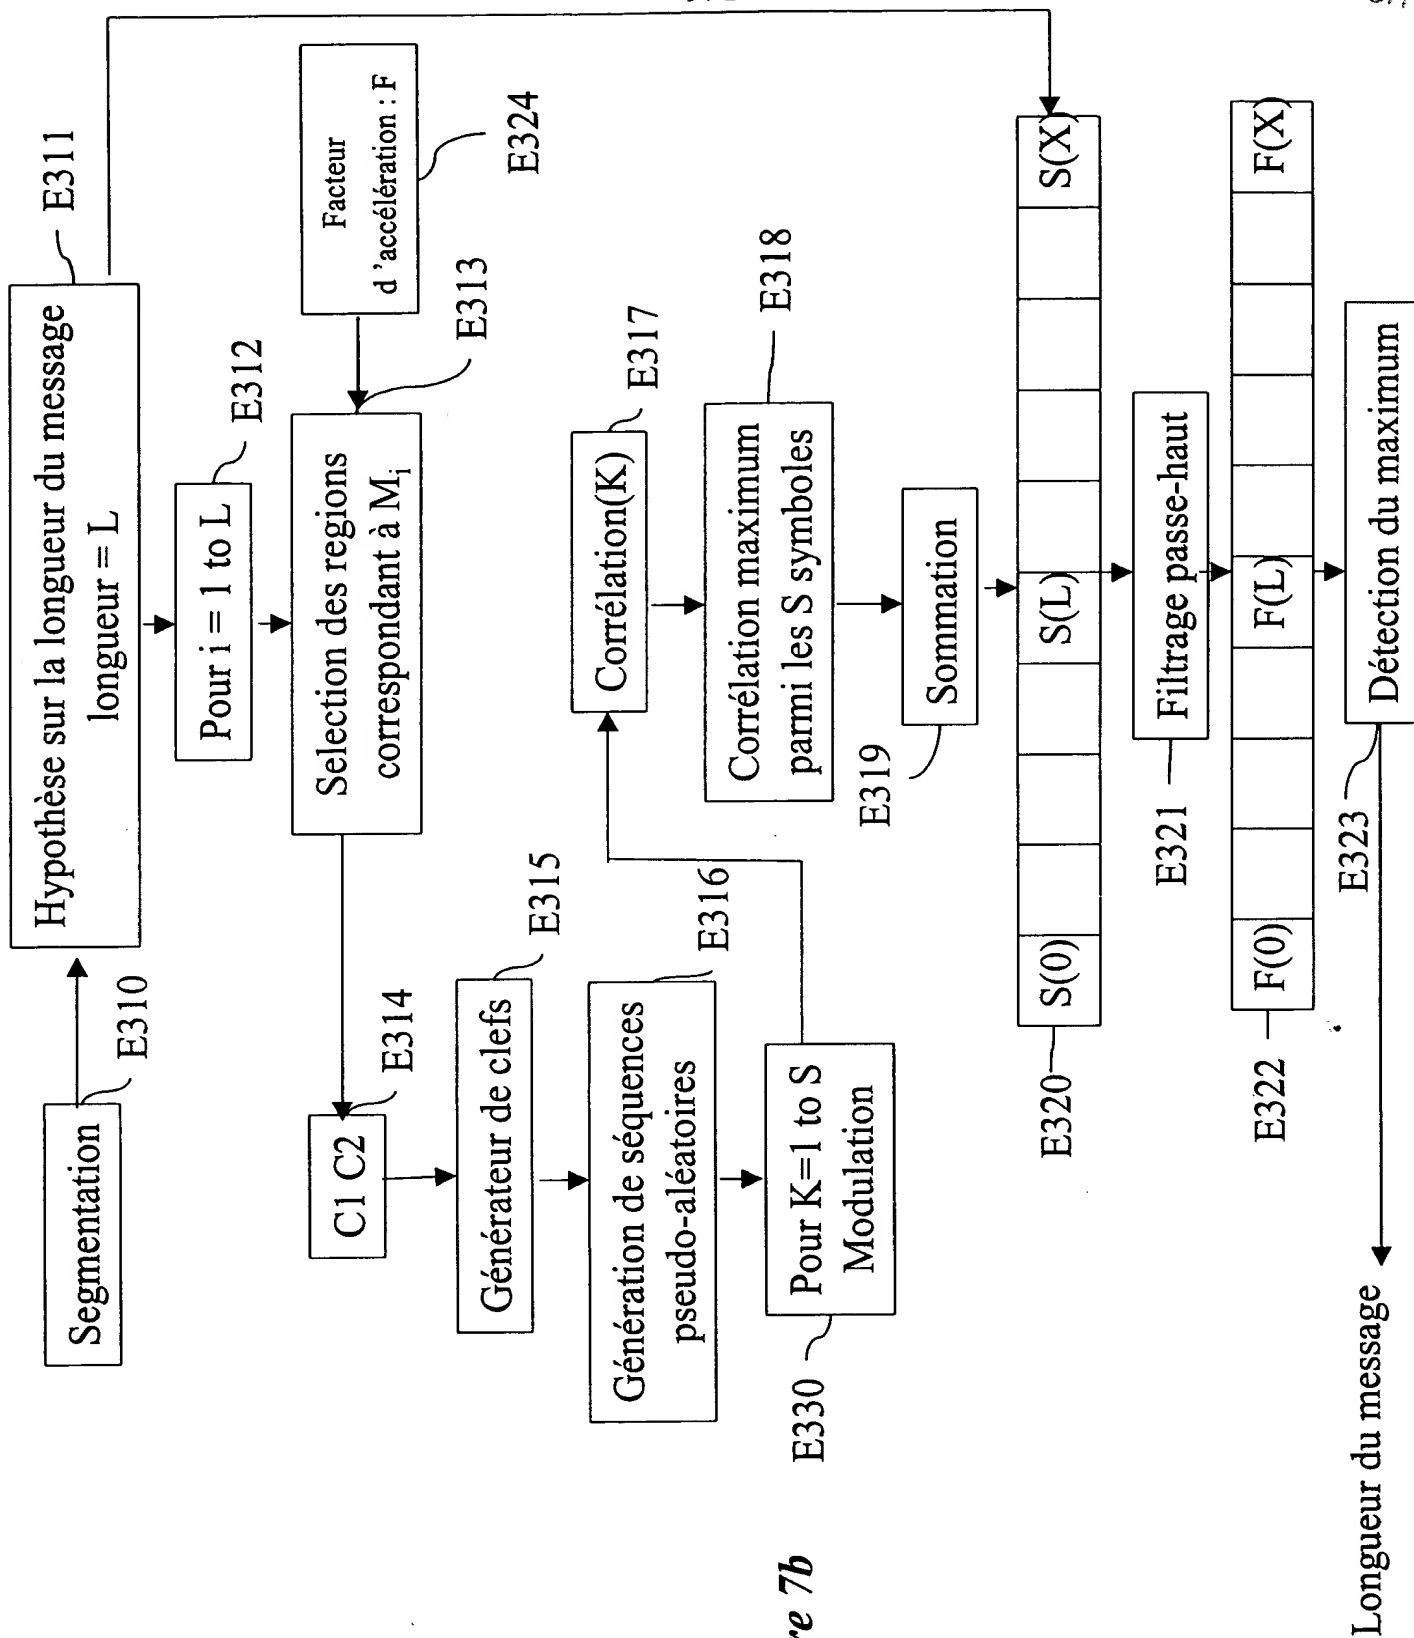 Segmentation
E310
Hypothèse sur la longueur du message
longueur = L
E311
Pour i = 1 to L
E312
Facteur
d 'accélération : F
E324
Selection des regions
correspondant à Mi
E313
C1 C2
E314
Générateur de clefs
E315
Génération de séquences
pseudo-aléatoires
E316
Pour K=1 to S
Modulation
E330
Corrélation(K)
E317
Corrélation maximum
parmi les S symboles
E318
Sommation
E319
S(0) S(L) S(X)
E320
Filtrage passe-haut
E321
F(0) F(L) F(X)
E322
Détection du maximum
E323
Longueur du message
7b